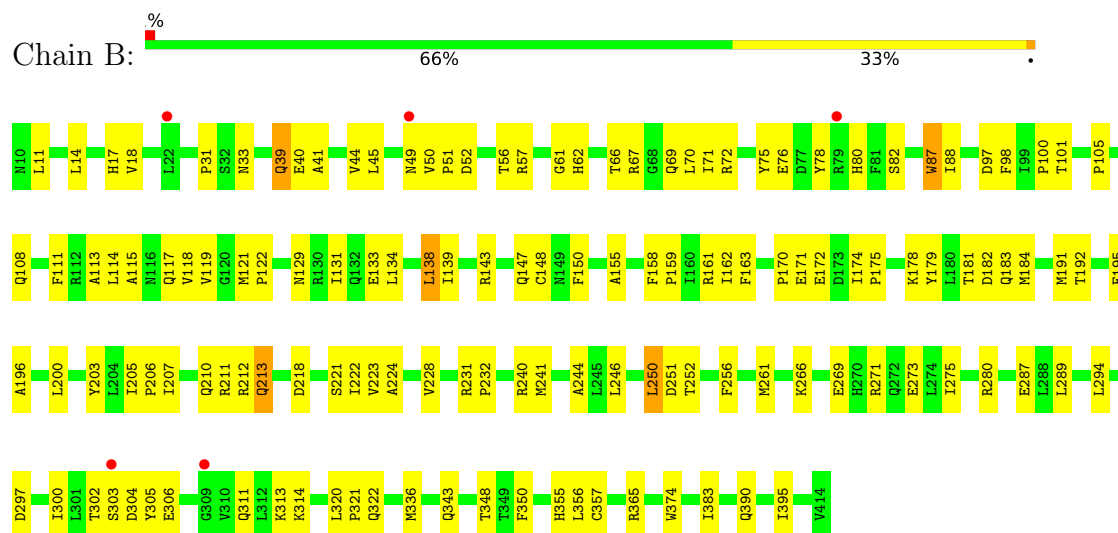 %
Chain B:
66% 33% •
N10 L11 L14 H17 V18 L22 P31 S32 N33 Q39 E40 A41 V44 L45 N49 V50 P51 D52 T56 R57 G61 H62 T66 R67 G68 Q69 L70 I71 R72 Y75 E76 D77 Y78 R79 H80 F81 S82 W87 I88 D97 F98 I99 P100 T101 P105
Q108 F111 R112 A113 L114 A115 N116 Q117 V118 V119 G120 M121 P122 N129 R130 I131 Q132 E133 L134 L138 I139 R143 Q147 C148 N149 F150 A155 F158 P159 I160 R161 I162 F163 P170 E171 E172 D173 I174 P175 K178 Y179 L180 T181 D182 Q183 M184 M191 T192
A196 L200 Y203 L204 I205 P206 I207 Q210 R211 R212 Q213 D218 S221 I222 V223 A224 V228 R231 P232 R240 M241 A244 L245 L246 L250 D251 T252 F256 M261 K266 E269 H270 R271 Q272 E273 L274 I275 R280 E287 L288 L289 L294
D297 I300 L301 T302 S303 D304 Y305 E306 G309 V310 Q311 L312 K313 K314 L320 P321 Q322 M336 Q343 T348 T349 F350 H355 L356 C357 R365 W374 I383 Q390 I395 V414